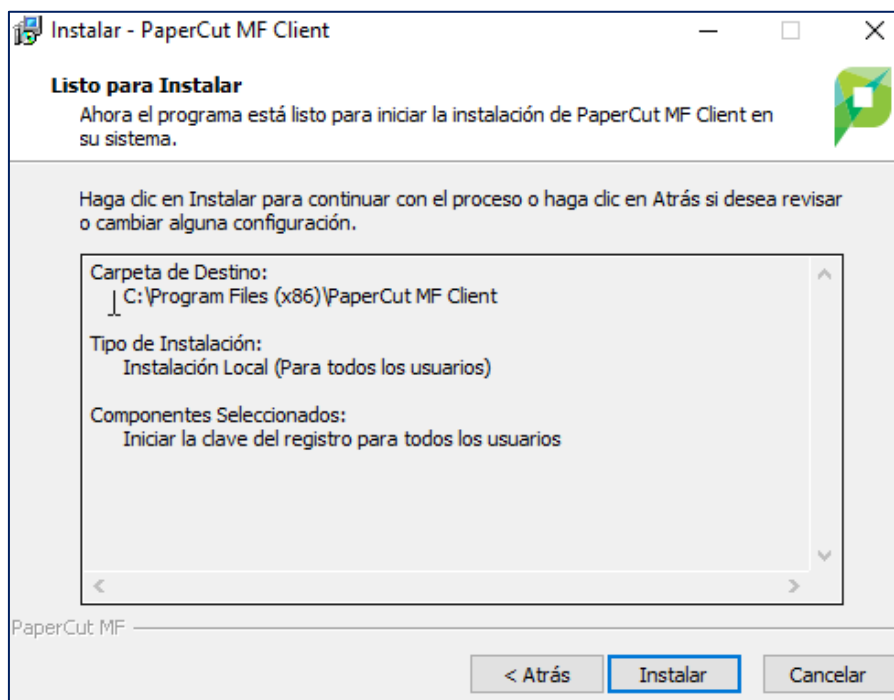 Instalar - PaperCut MF Client
Listo para Instalar
Ahora el programa está listo para iniciar la instalación de PaperCut MF Client en
su sistema.
Haga clic en Instalar para continuar con el proceso o haga clic en Atrás si desea revisar
o cambiar alguna configuración.
Carpeta de Destino:
C:\Program Files (x86)\PaperCut MF Client
Tipo de Instalación:
Instalación Local (Para todos los usuarios)
Componentes Seleccionados:
Iniciar la clave del registro para todos los usuarios
PaperCut MF
< Atrás Instalar Cancelar